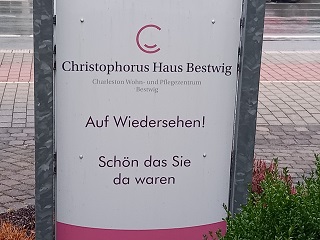 Christophorus Haus Bestwig
Charleston Wohn- und Pflegezentrum
Bestwig
Auf Wiedersehen!
Schön das Sie
da waren